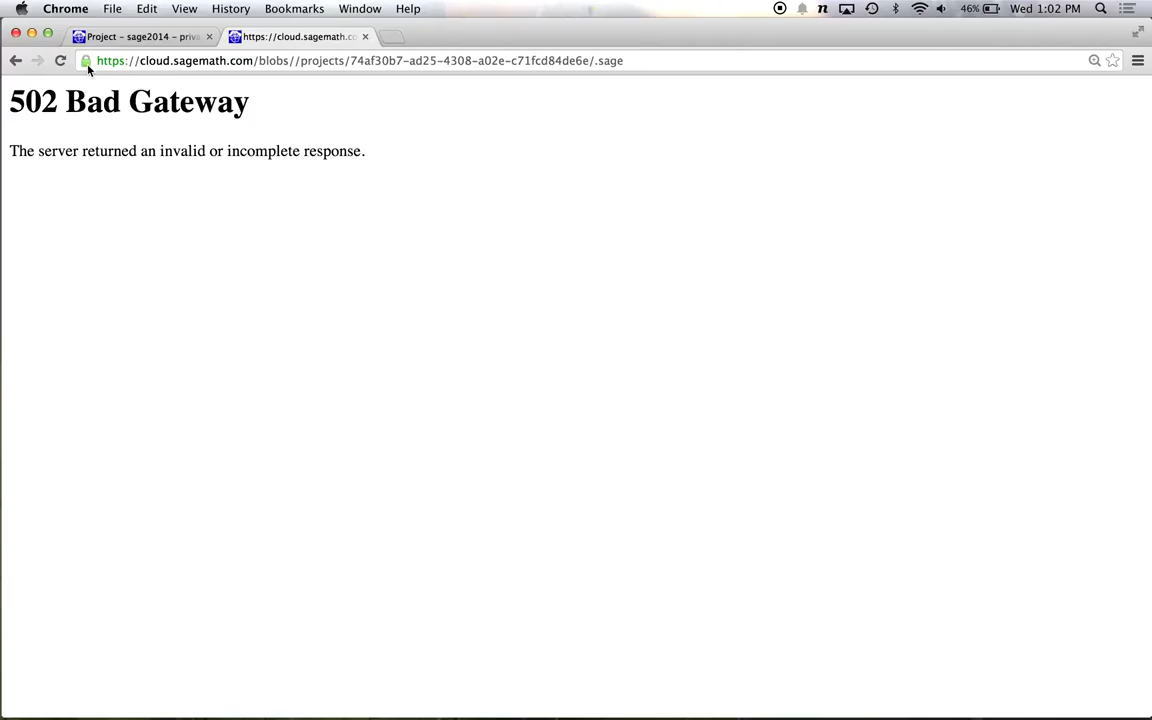 Chrome File Edit View History Bookmarks Window Help 46% Wed 1:02 PM
Project - sage2014 - priva https://cloud.sagemath.co
https://cloud.sagemath.com/blobs//projects/74af30b7-ad25-4308-a02e-c71fcd84de6e/.sage
502 Bad Gateway
The server returned an invalid or incomplete response.